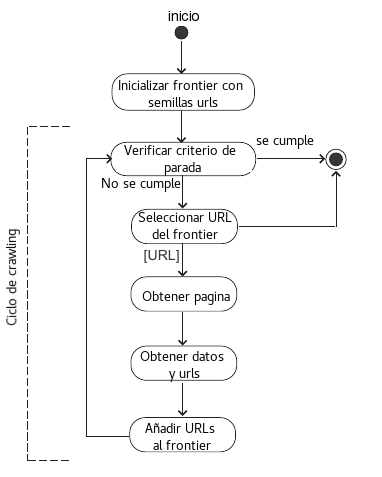 inicio
Inicializar frontier con
semillas urls
Verificar criterio de
parada
se cumple
No se cumple
Seleccionar URL
del frontier
[URL]
Obtener pagina
Obtener datos
y urls
Añadir URLs
al frontier
Ciclo de crawling